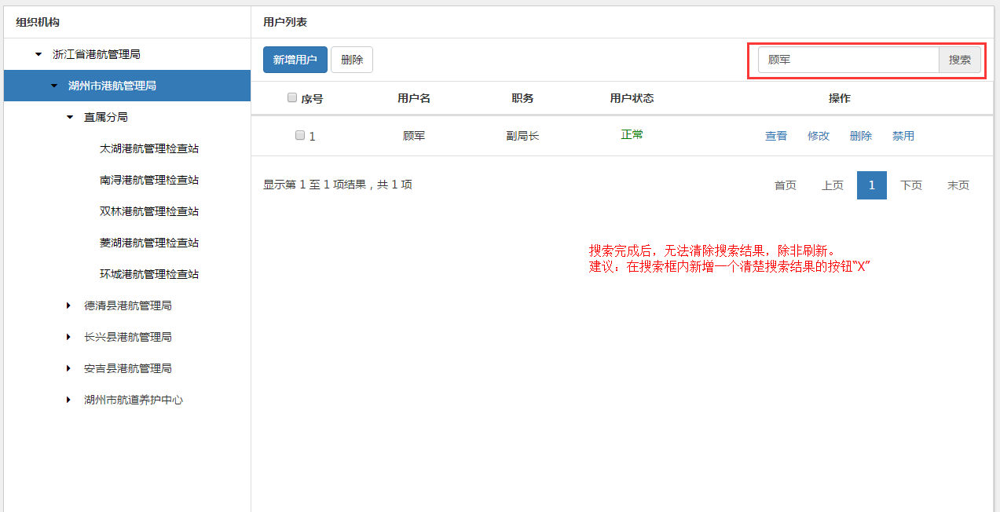 组织机构
用户列表
浙江省港航管理局
湖州市港航管理局
直属分局
太湖港航管理检查站
南浔港航管理检查站
双林港航管理检查站
菱湖港航管理检查站
环城港航管理检查站
德清县港航管理局
长兴县港航管理局
安吉县港航管理局
湖州市航道养护中心
新增用户 删除 顾军 搜索
序号 用户名 职务 用户状态 操作
1 顾军 副局长 正常 查看 修改 删除 禁用
显示第 1 至 1 项结果，共 1 项 首页 上页 1 下页 末页
搜索完成后，无法清除搜索结果，除非刷新。
建议：在搜索框内新增一个清楚搜索结果的按钮“X”